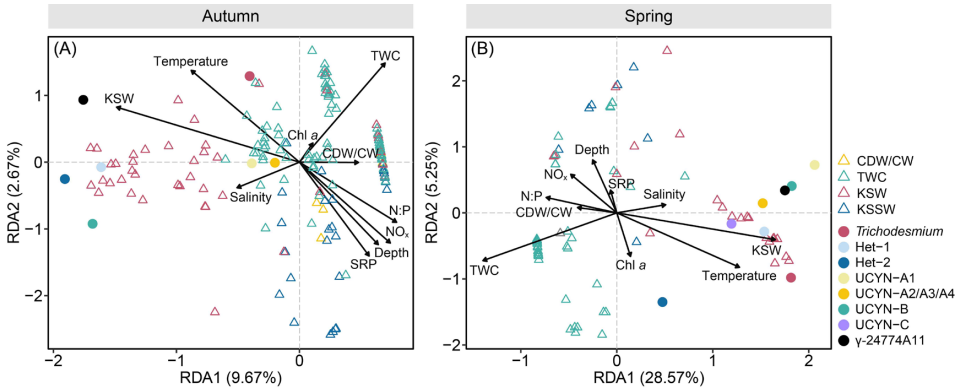 Autumn
Spring
(A)
(B)
Temperature
TWC
KSW
Chl a
CDW/CW
Salinity
N:P
NOₓ
Depth
SRP
1
0
−1
−2
RDA2 (2.67%)
−2
−1
0
RDA1 (9.67%)
Depth
NOₓ
SRP
N:P
Salinity
CDW/CW
KSW
TWC
Chl a
Temperature
2
1
0
−1
−2
RDA2 (5.25%)
−1
0
1
2
RDA1 (28.57%)
CDW/CW
TWC
KSW
KSSW
Trichodesmium
Het−1
Het−2
UCYN−A1
UCYN−A2/A3/A4
UCYN−B
UCYN−C
γ−24774A11